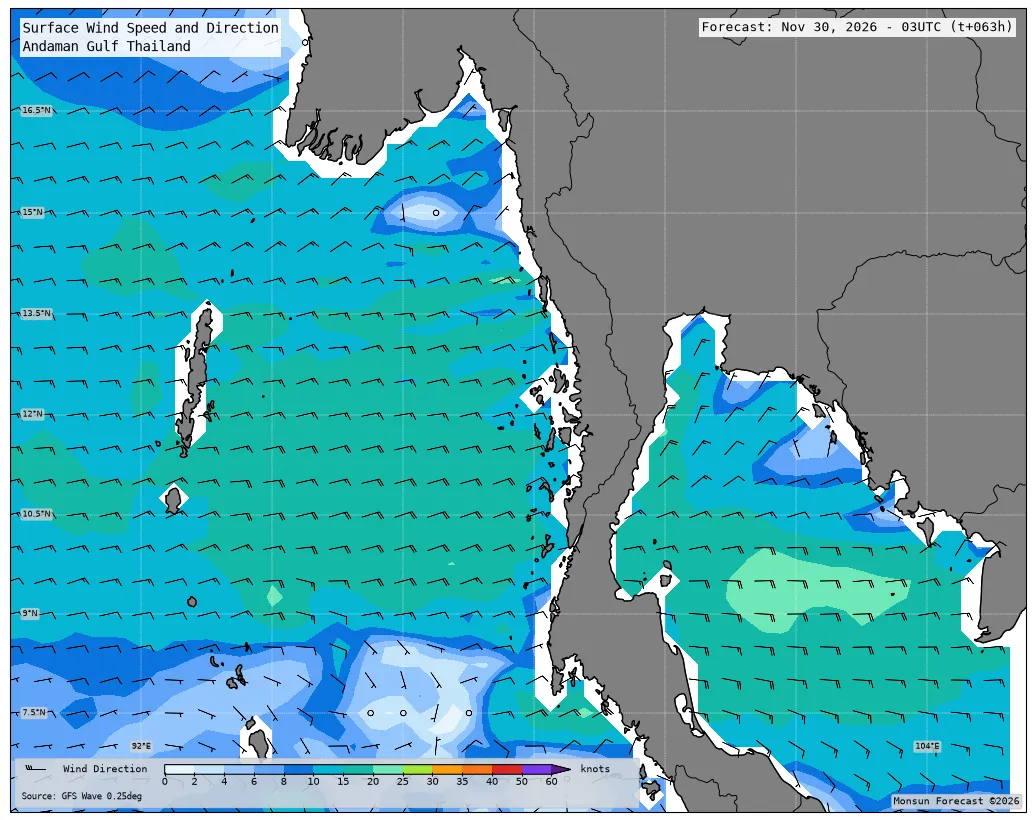 Surface Wind Speed and Direction
Andaman Gulf Thailand
Forecast: Nov 30, 2026 - 03UTC (t+063h)
16.5°N
15°N
13.5°N
12°N
10.5°N
9°N
7.5°N
92°E
104°E
Wind Direction
knots
0 2 4 6 8 10 15 20 25 30 35 40 50 60
Source: GFS Wave 0.25deg
Monsun Forecast ©2026